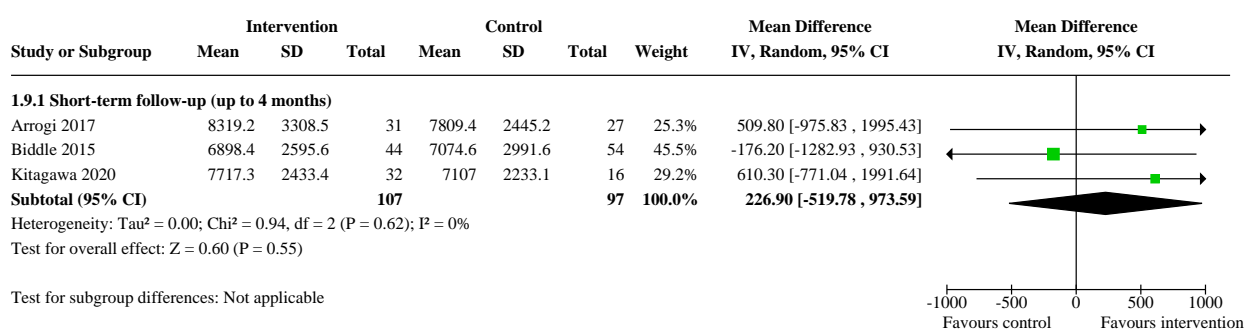 Intervention Control Mean Difference Mean Difference
Study or Subgroup Mean SD Total Mean SD Total Weight IV, Random, 95% CI IV, Random, 95% CI
1.9.1 Short-term follow-up (up to 4 months)
Arrogi 2017 8319.2 3308.5 31 7809.4 2445.2 27 25.3% 509.80 [-975.83 , 1995.43]
Biddle 2015 6898.4 2595.6 44 7074.6 2991.6 54 45.5% -176.20 [-1282.93 , 930.53]
Kitagawa 2020 7717.3 2433.4 32 7107 2233.1 16 29.2% 610.30 [-771.04 , 1991.64]
Subtotal (95% CI) 107 97 100.0% 226.90 [-519.78 , 973.59]
Heterogeneity: Tau² = 0.00; Chi² = 0.94, df = 2 (P = 0.62); I² = 0%
Test for overall effect: Z = 0.60 (P = 0.55)
Test for subgroup differences: Not applicable
-1000 -500 0 500 1000
Favours control Favours intervention